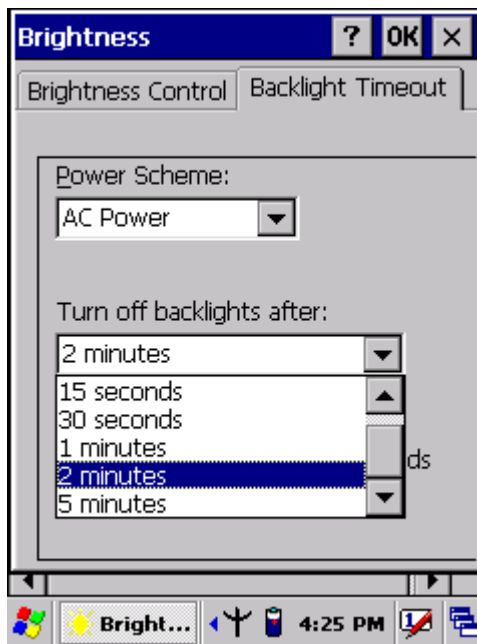 Brightness ? OK ×
Brightness Control Backlight Timeout
Power Scheme:
AC Power
Turn off backlights after:
2 minutes
15 seconds
30 seconds
1 minutes
2 minutes
5 minutes
ds
Bright... 4:25 PM